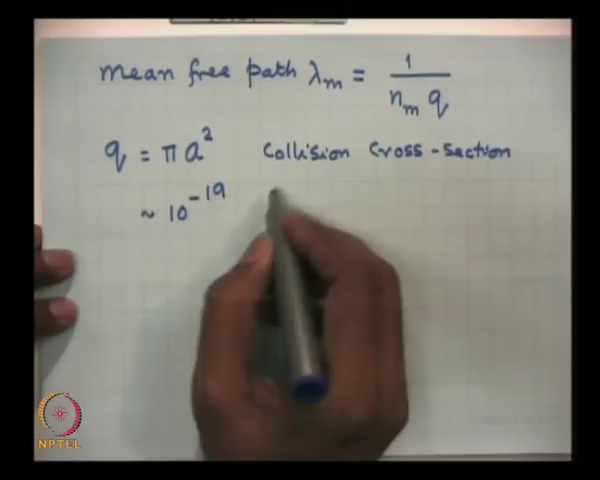 mean free path λm = 1 / nm q
q = π a² Collision Cross-section
~ 10⁻¹⁹
NPTEL